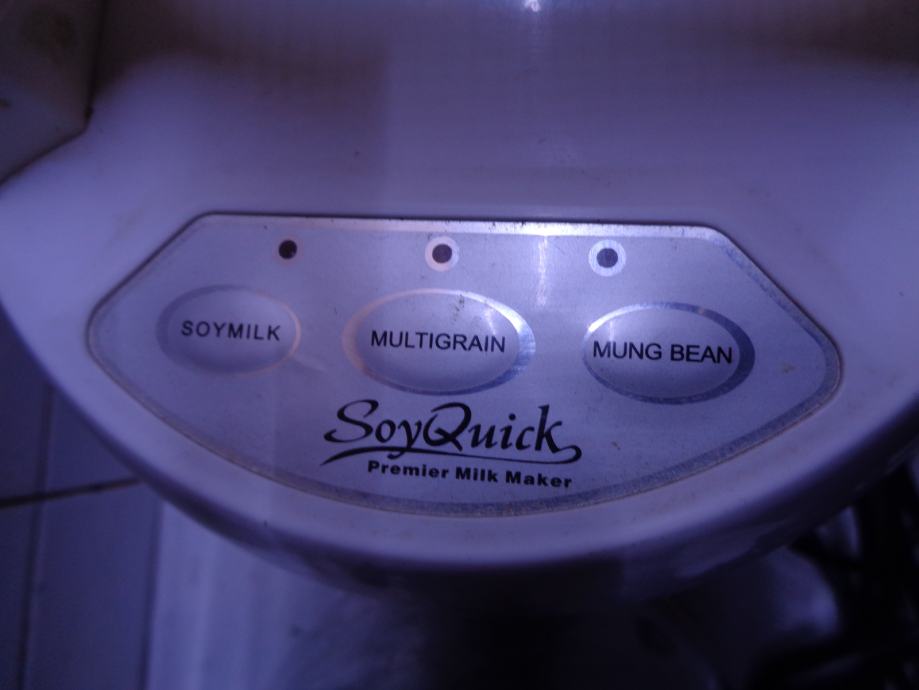 SOYMILK
MULTIGRAIN
MUNG BEAN
SoyQuick
Premier Milk Maker